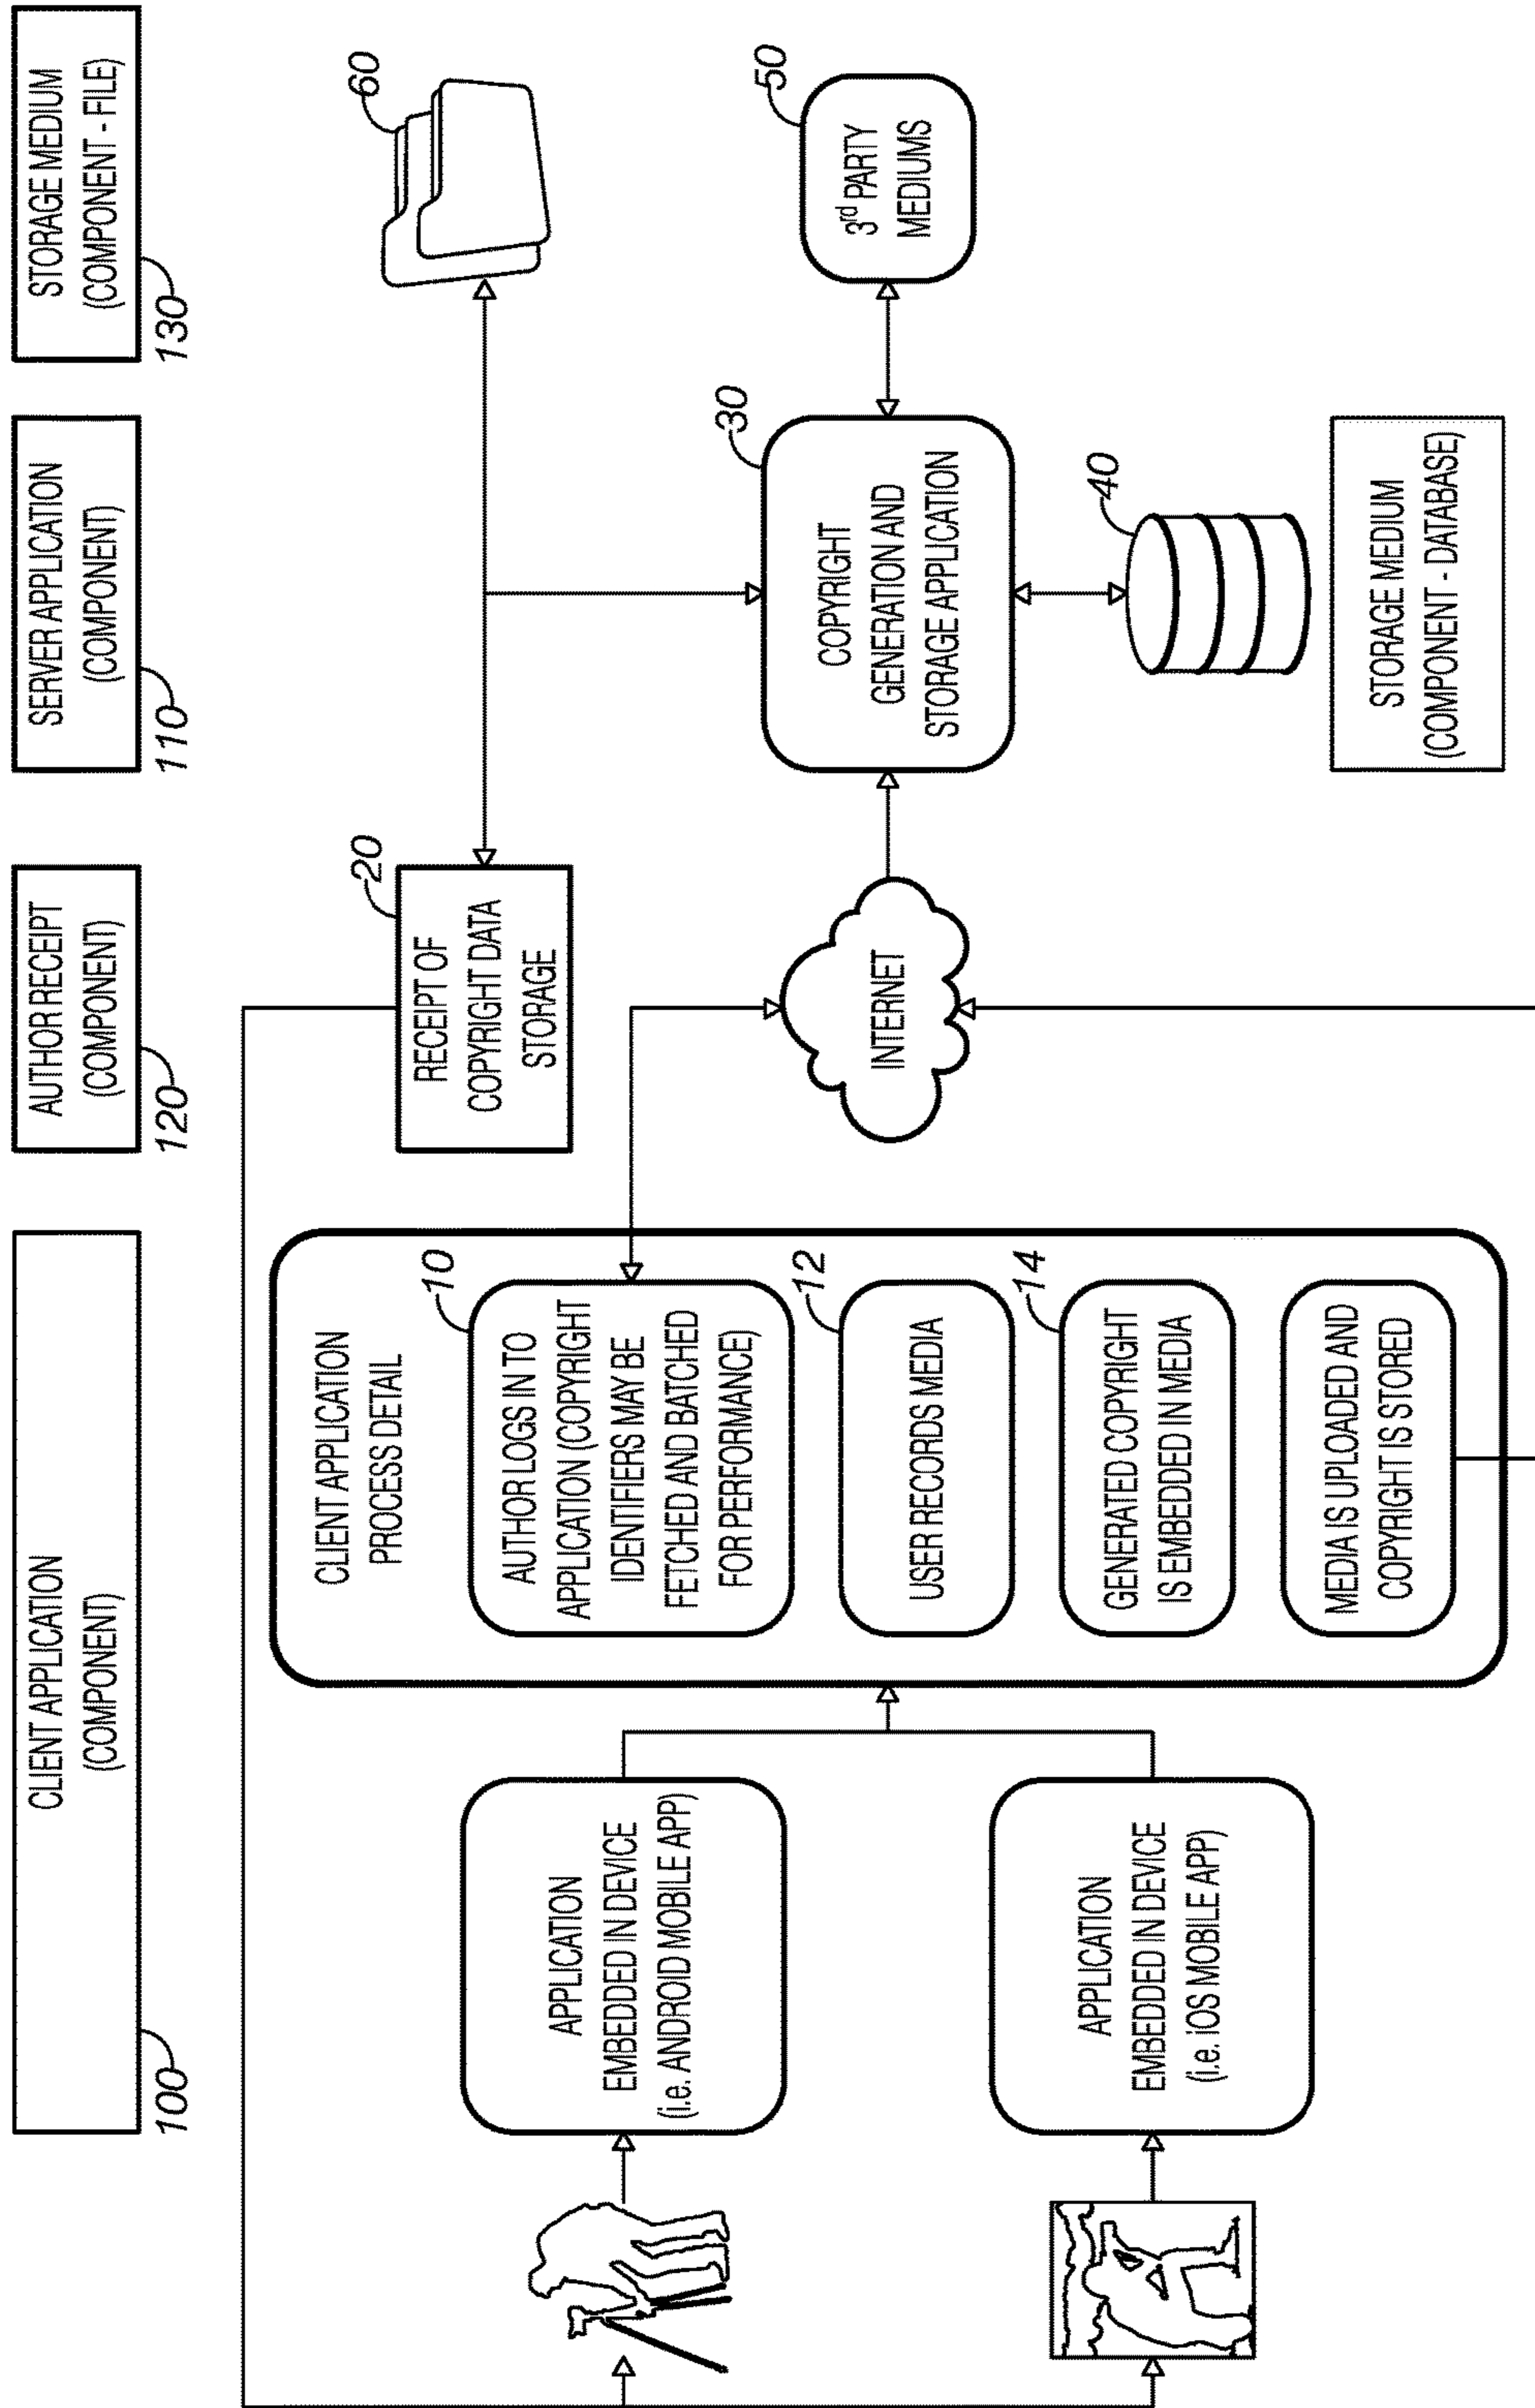 CLIENT APPLICATION
(COMPONENT)
100
AUTHOR RECEIPT
(COMPONENT)
120
SERVER APPLICATION
(COMPONENT)
110
STORAGE MEDIUM
(COMPONENT - FILE)
130
60
20
RECEIPT OF
COPYRIGHT DATA
STORAGE
CLIENT APPLICATION
PROCESS DETAIL
10
AUTHOR LOGS IN TO
APPLICATION (COPYRIGHT
IDENTIFIERS MAY BE
FETCHED AND BATCHED
FOR PERFORMANCE)
12
USER RECORDS MEDIA
14
GENERATED COPYRIGHT
IS EMBEDDED IN MEDIA
MEDIA IS UPLOADED AND
COPYRIGHT IS STORED
APPLICATION
EMBEDDED IN DEVICE
(i.e. ANDROID MOBILE APP)
APPLICATION
EMBEDDED IN DEVICE
(i.e. iOS MOBILE APP)
INTERNET
30
COPYRIGHT
GENERATION AND
STORAGE APPLICATION
50
3rd PARTY
MEDIUMS
40
STORAGE MEDIUM
(COMPONENT - DATABASE)